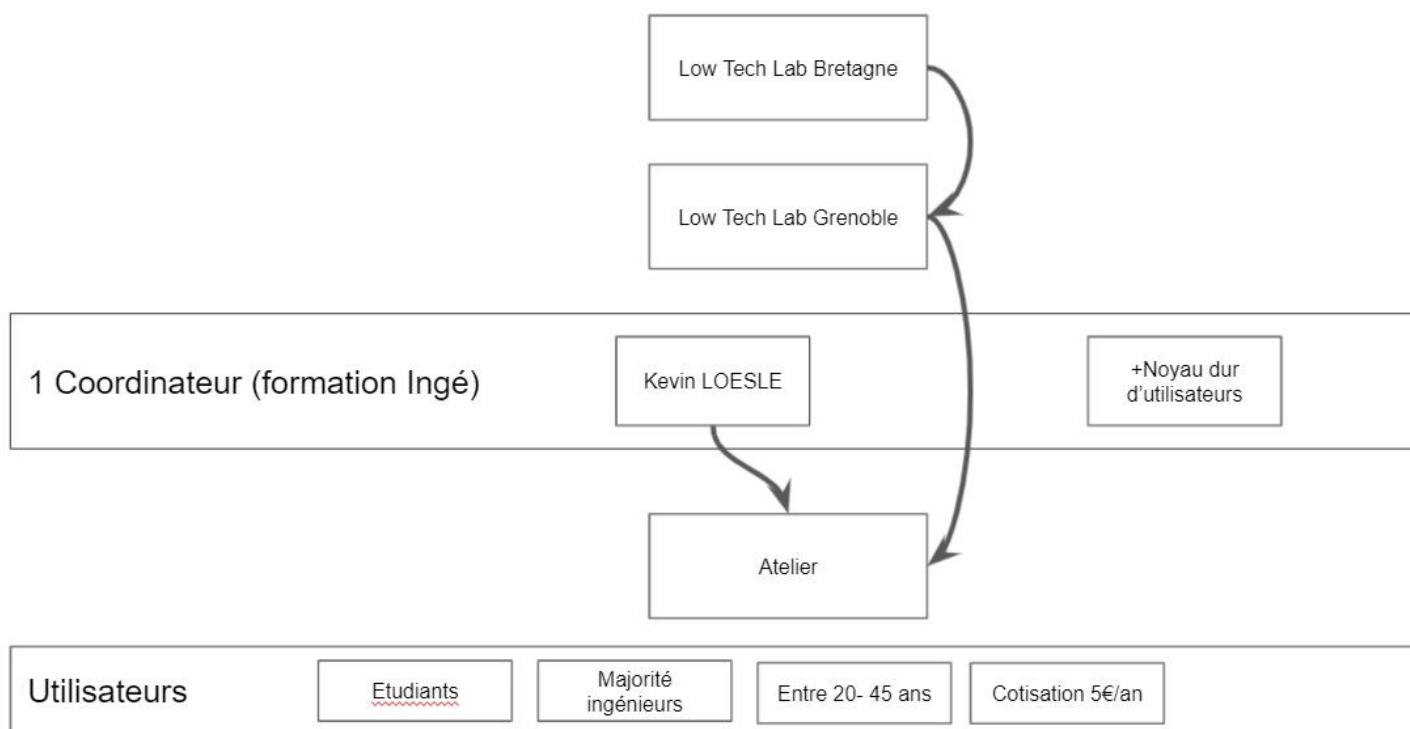 Low Tech Lab Bretagne
Low Tech Lab Grenoble
1 Coordinateur (formation Ingé)
Kevin LOESLE
+Noyau dur
d'utilisateurs
Atelier
Utilisateurs
Etudiants
Majorité
ingénieurs
Entre 20- 45 ans
Cotisation 5€/an